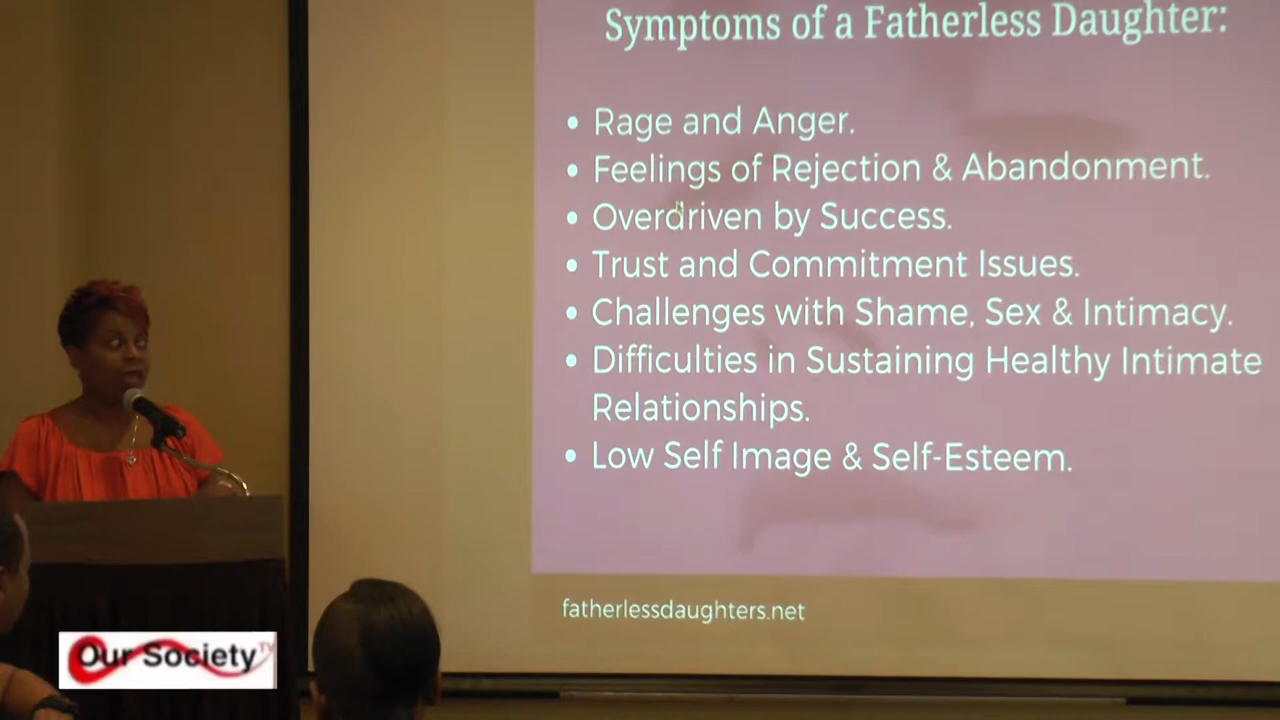 Symptoms of a Fatherless Daughter:
• Rage and Anger.
• Feelings of Rejection & Abandonment.
• Overdriven by Success.
• Trust and Commitment Issues.
• Challenges with Shame, Sex & Intimacy.
• Difficulties in Sustaining Healthy Intimate
Relationships.
• Low Self Image & Self-Esteem.
fatherlessdaughters.net
Our Society TV